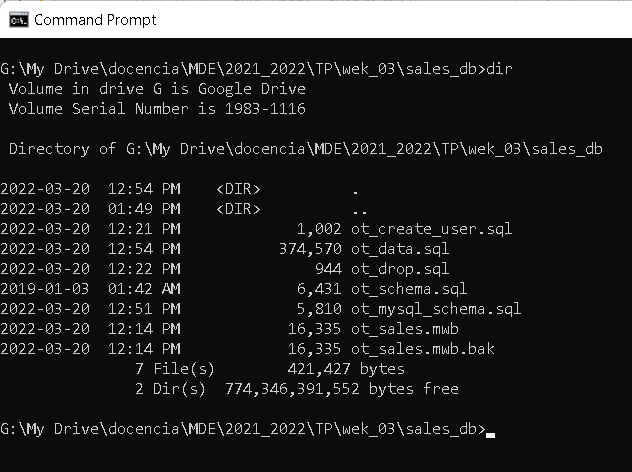 Command Prompt
G:\My Drive\docencia\MDE\2021_2022\TP\wek_03\sales_db>dir
 Volume in drive G is Google Drive
 Volume Serial Number is 1983-1116

 Directory of G:\My Drive\docencia\MDE\2021_2022\TP\wek_03\sales_db

2022-03-20  12:54 PM    <DIR>          .
2022-03-20  01:49 PM    <DIR>          ..
2022-03-20  12:21 PM             1,002 ot_create_user.sql
2022-03-20  12:54 PM           374,570 ot_data.sql
2022-03-20  12:22 PM               944 ot_drop.sql
2019-01-03  01:42 AM             6,431 ot_schema.sql
2022-03-20  12:51 PM             5,810 ot_mysql_schema.sql
2022-03-20  12:14 PM            16,335 ot_sales.mwb
2022-03-20  12:14 PM            16,335 ot_sales.mwb.bak
               7 File(s)        421,427 bytes
               2 Dir(s)  774,346,391,552 bytes free

G:\My Drive\docencia\MDE\2021_2022\TP\wek_03\sales_db>